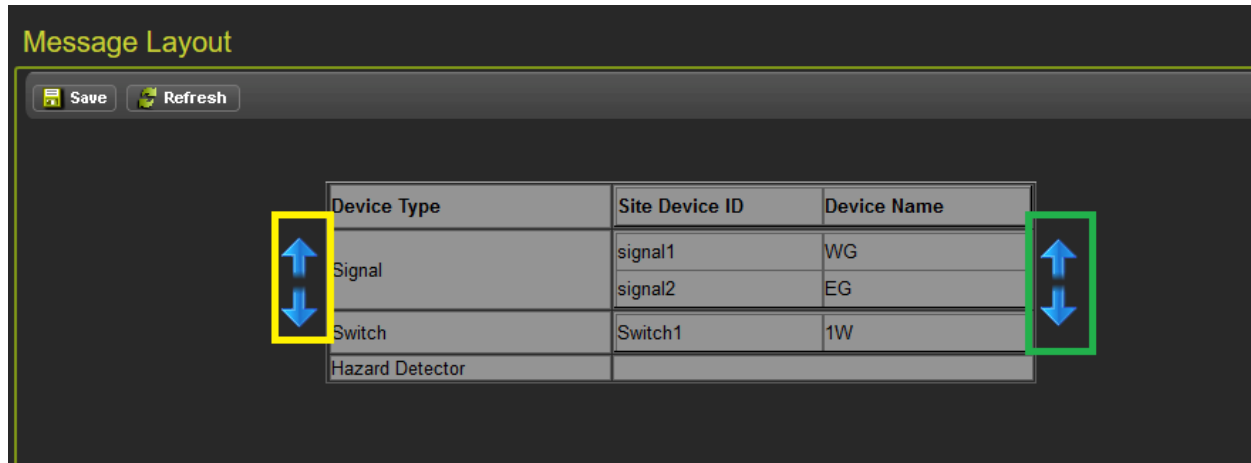 Message Layout
Save Refresh
Device Type Site Device ID Device Name
Signal signal1 WG
signal2 EG
Switch Switch1 1W
Hazard Detector